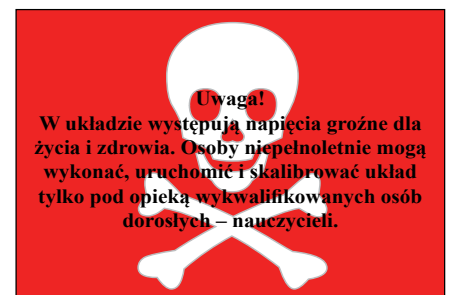 Uwaga!
W układzie występują napięcia groźne dla
życia i zdrowia. Osoby niepełnoletnie mogą
wykonać, uruchomić i skalibrować układ
tylko pod opieką wykwalifikowanych osób
dorosłych – nauczycieli.